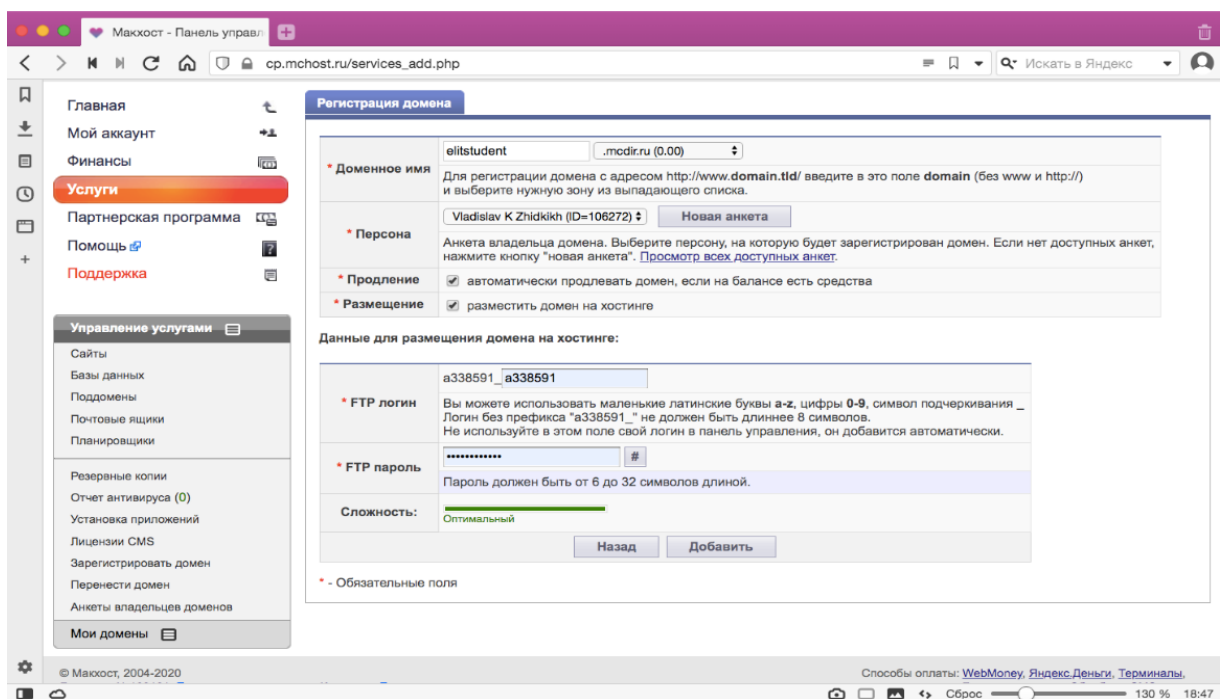 Макхост - Панель управл
cp.mchost.ru/services_add.php
Искать в Яндекс
Главная
Мой аккаунт
Финансы
Услуги
Партнерская программа
Помощь
?
Поддержка
Управление услугами
Сайты
Базы данных
Поддомены
Почтовые ящики
Планировщики
Резервные копии
Отчет антивируса (0)
Установка приложений
Лицензии CMS
Зарегистрировать домен
Перенести домен
Анкеты владельцев доменов
Мои домены
Регистрация домена
* Доменное имя
elitstudent
.mcdir.ru (0.00)
Для регистрации домена с адресом http://www.domain.tld/ введите в это поле domain (без www и http://)
и выберите нужную зону из выпадающего списка.
* Персона
Vladislav K Zhidkikh (ID=106272)
Новая анкета
Анкета владельца домена. Выберите персону, на которую будет зарегистрирован домен. Если нет доступных анкет,
нажмите кнопку "новая анкета". Просмотр всех доступных анкет.
* Продление
автоматически продлевать домен, если на балансе есть средства
* Размещение
разместить домен на хостинге
Данные для размещения домена на хостинге:
* FTP логин
a338591_ a338591
Вы можете использовать маленькие латинские буквы a-z, цифры 0-9, символ подчеркивания _
Логин без префикса "a338591_" не должен быть длиннее 8 символов.
Не используйте в этом поле свой логин в панель управления, он добавится автоматически.
* FTP пароль
••••••••••••
#
Пароль должен быть от 6 до 32 символов длиной.
Сложность:
Оптимальный
Назад
Добавить
* - Обязательные поля
© Макхост, 2004-2020
Способы оплаты: WebMoney, Яндекс.Деньги, Терминалы,
Сброс
130 %
18:47